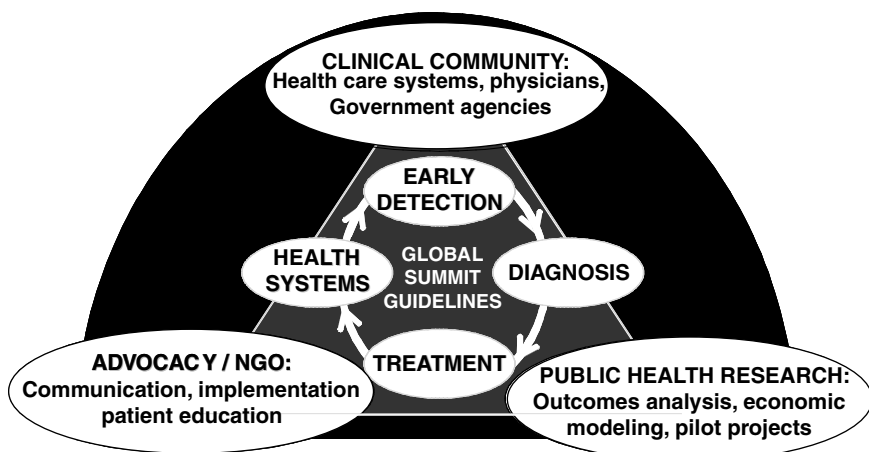 CLINICAL COMMUNITY:
Health care systems, physicians,
Government agencies
EARLY
DETECTION
HEALTH
SYSTEMS
GLOBAL
SUMMIT
GUIDELINES
DIAGNOSIS
TREATMENT
ADVOCACY / NGO:
Communication, implementation
patient education
PUBLIC HEALTH RESEARCH:
Outcomes analysis, economic
modeling, pilot projects